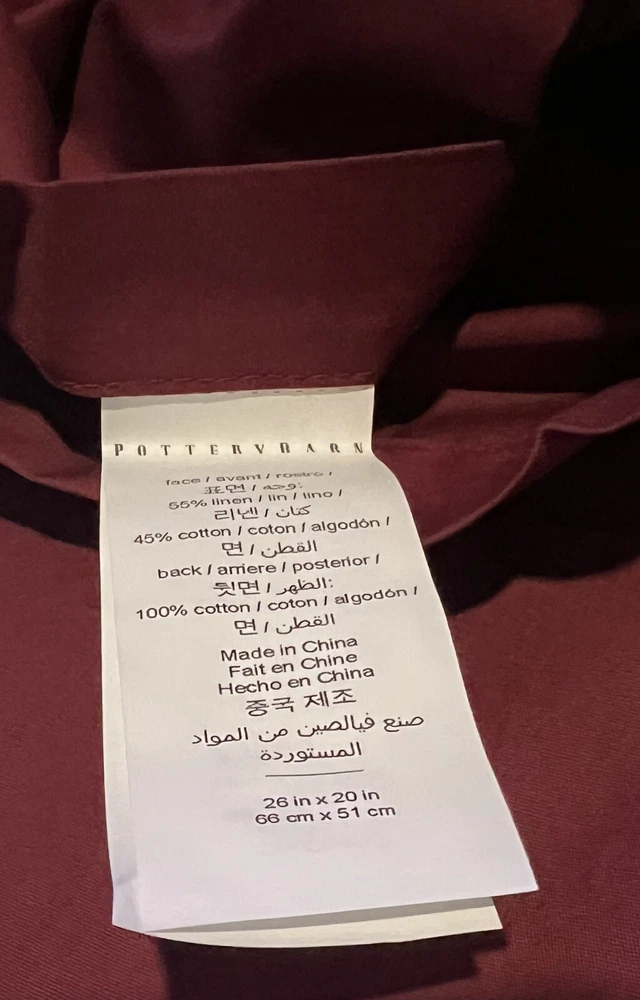 POTTERY BARN
face / avant / rostro /
표면 / وجه:
55% linen / lin / lino /
리넨 / كتان
45% cotton / coton / algodón /
면 / القطن
back / arriere / posterior /
뒷면 / الظهر:
100% cotton / coton / algodón /
면 / القطن
Made in China
Fait en Chine
Hecho en China
중국 제조
صنع فيالصين من المواد
المستوردة
26 in x 20 in
66 cm x 51 cm